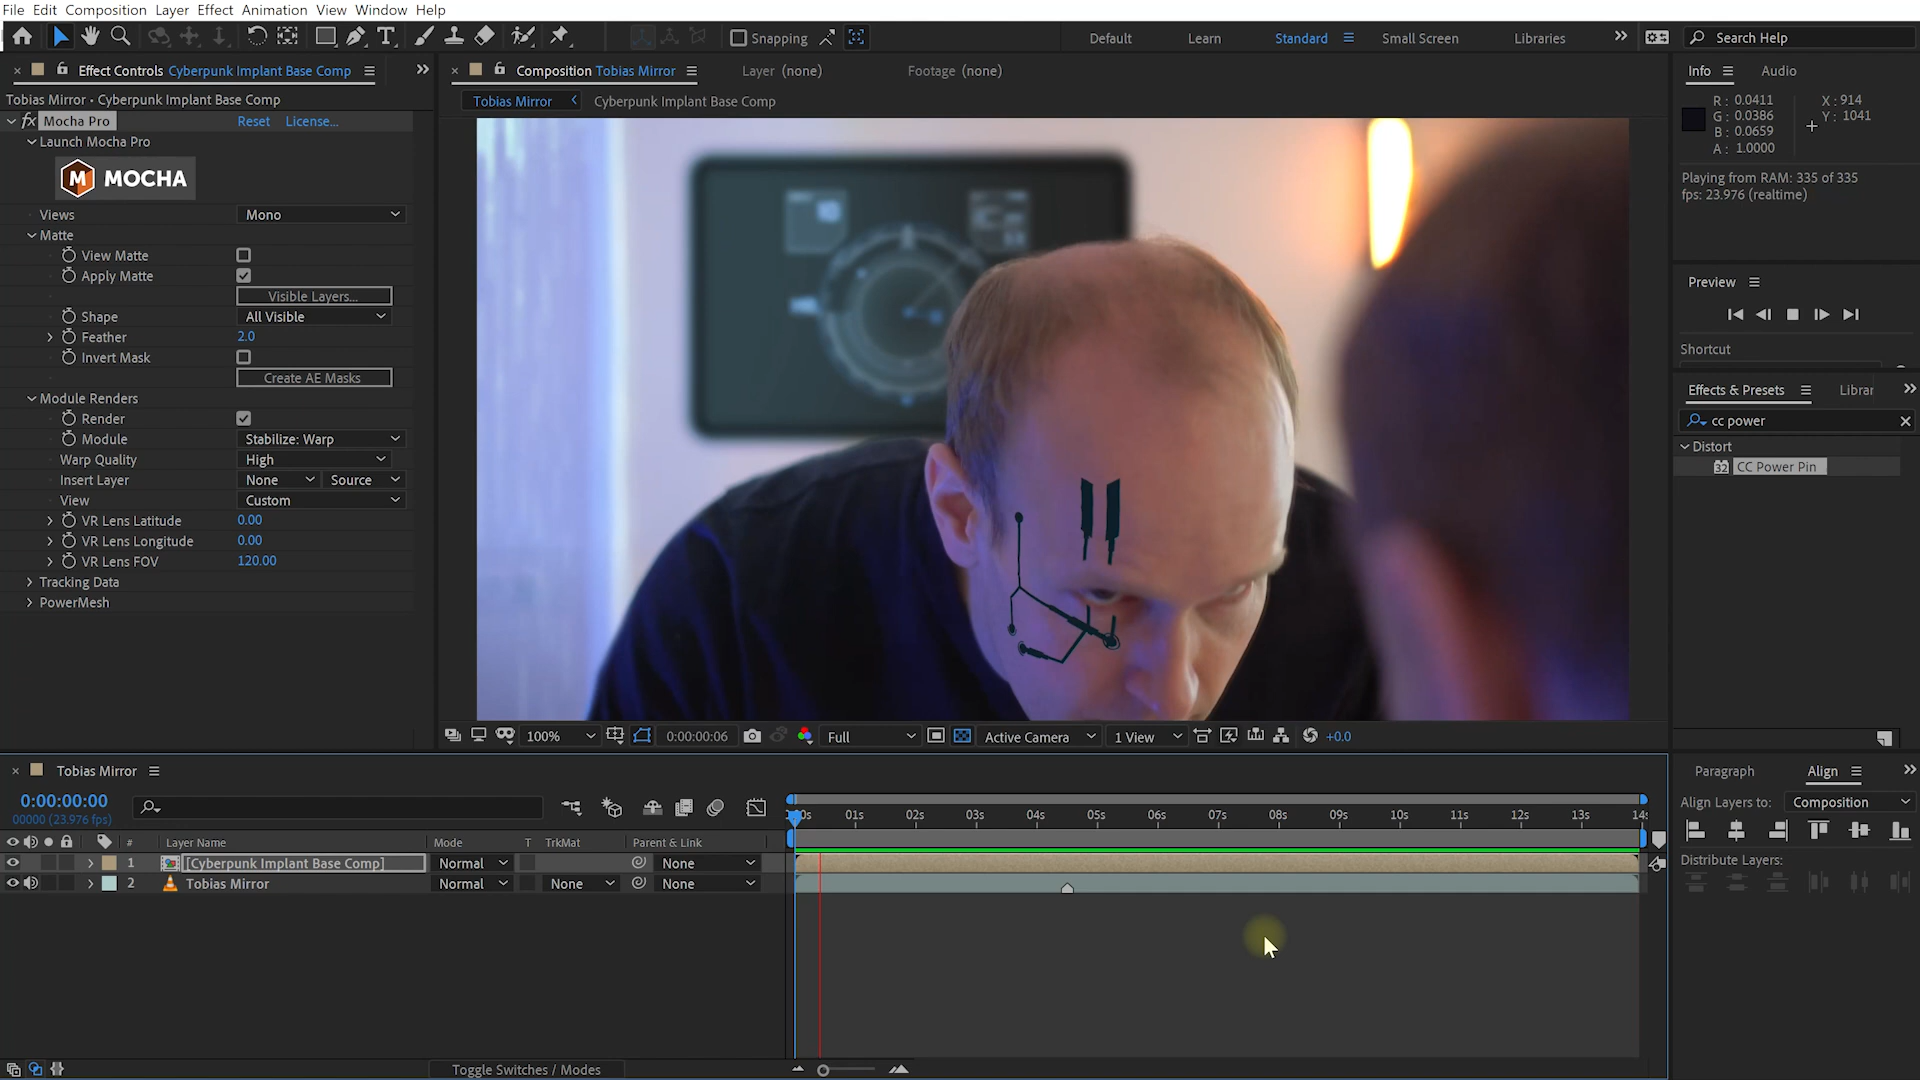 File Edit Composition Layer Effect Animation View Window Help
Snapping
Default Learn Standard Small Screen Libraries
Search Help
Effect Controls Cyberpunk Implant Base Comp
Composition Tobias Mirror
Layer (none)
Footage (none)
Info Audio
Tobias Mirror • Cyberpunk Implant Base Comp
Tobias Mirror Cyberpunk Implant Base Comp
R: 0.0411
G: 0.0386
B: 0.0659
A: 1.0000
X: 914
Y: 1041
Playing from RAM: 335 of 335
fps: 23.976 (realtime)
fx Mocha Pro Reset License...
Launch Mocha Pro
M MOCHA
Views Mono
Matte
View Matte
Apply Matte
Visible Layers...
Shape All Visible
Feather 2.0
Invert Mask
Create AE Masks
Module Renders
Render
Module Stabilize: Warp
Warp Quality High
Insert Layer None Source
View Custom
VR Lens Latitude 0.00
VR Lens Longitude 0.00
VR Lens FOV 120.00
Tracking Data
PowerMesh
Preview
Shortcut
Effects & Presets Librar
cc power
Distort
32 CC Power Pin
100% 0:00:00:06 Full Active Camera 1 View +0.0
Tobias Mirror
0:00:00:00
00000 (23.976 fps)
01s 02s 03s 04s 05s 06s 07s 08s 09s 10s 11s 12s 13s
# Layer Name Mode T TrkMat Parent & Link
1 [Cyberpunk Implant Base Comp] Normal None
2 Tobias Mirror Normal None None
Toggle Switches / Modes
Paragraph Align
Align Layers to: Composition
Distribute Layers: